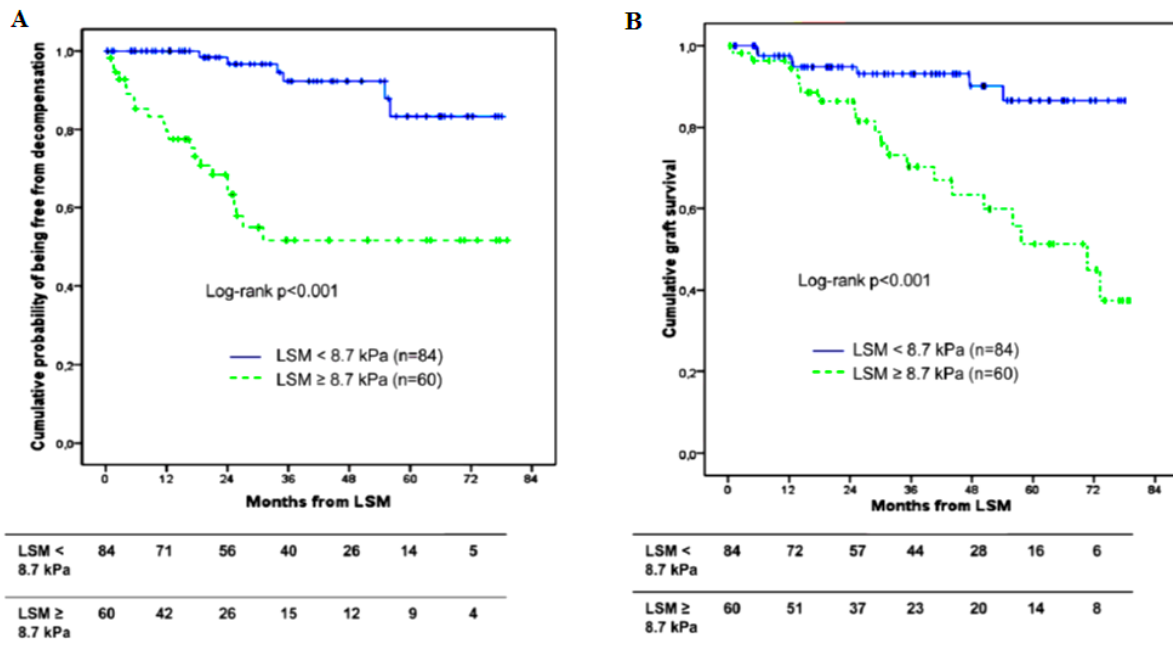 A
Cumulative probability of being free from decompensation
1,0
0,8
0,6
0,4
0,2
0,0
Log-rank p<0.001
LSM < 8.7 kPa (n=84)
LSM ≥ 8.7 kPa (n=60)
0 12 24 36 48 60 72 84
Months from LSM
LSM < 84 71 56 40 26 14 5
8.7 kPa
LSM ≥ 60 42 26 15 12 9 4
8.7 kPa
B
Cumulative graft survival
1,0
0,8
0,6
0,4
0,2
0,0
Log-rank p<0.001
LSM < 8.7 kPa (n=84)
LSM ≥ 8.7 kPa (n=60)
0 12 24 36 48 60 72 84
Months from LSM
LSM < 84 72 57 44 28 16 6
8.7 kPa
LSM ≥ 60 51 37 23 20 14 8
8.7 kPa